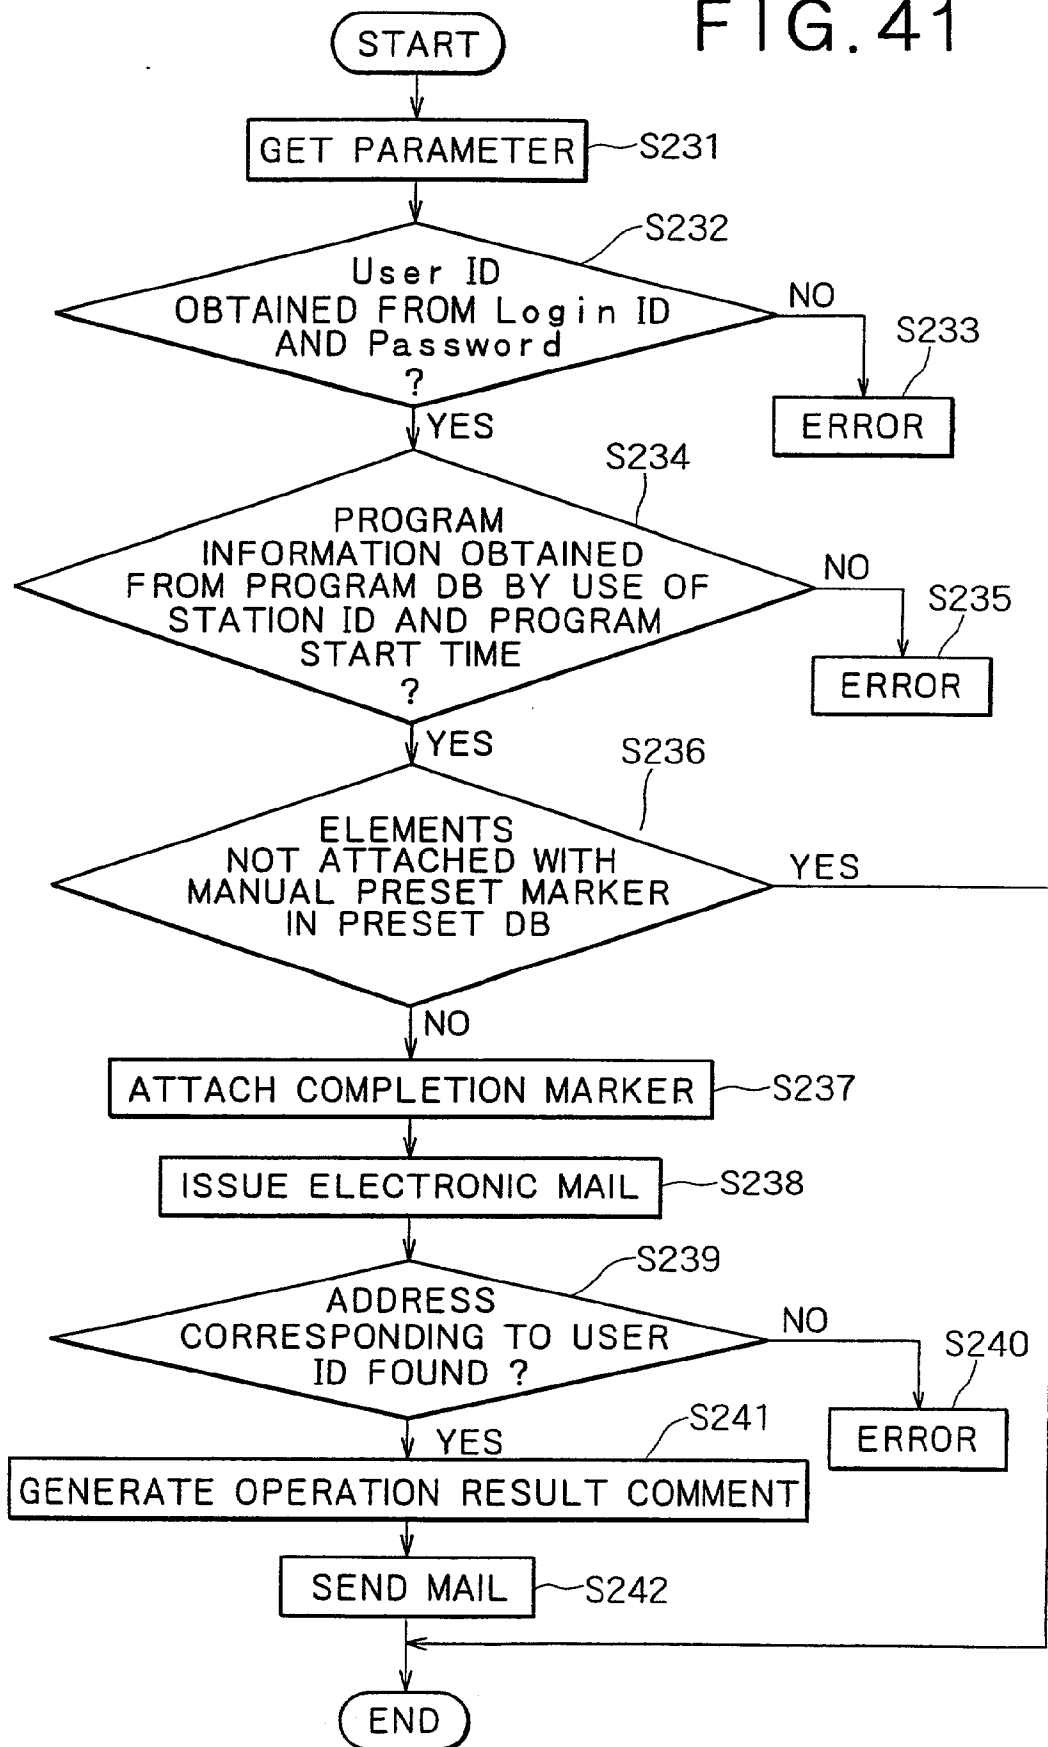 FIG. 41
START
GET PARAMETER
S231
S232
User ID
OBTAINED FROM Login ID
AND Password
?
NO
S233
ERROR
YES
S234
PROGRAM
INFORMATION OBTAINED
FROM PROGRAM DB BY USE OF
STATION ID AND PROGRAM
START TIME
?
NO
S235
ERROR
YES
S236
ELEMENTS
NOT ATTACHED WITH
MANUAL PRESET MARKER
IN PRESET DB
YES
NO
ATTACH COMPLETION MARKER
S237
ISSUE ELECTRONIC MAIL
S238
S239
ADDRESS
CORRESPONDING TO USER
ID FOUND ?
NO
S240
ERROR
YES
S241
GENERATE OPERATION RESULT COMMENT
SEND MAIL
S242
END